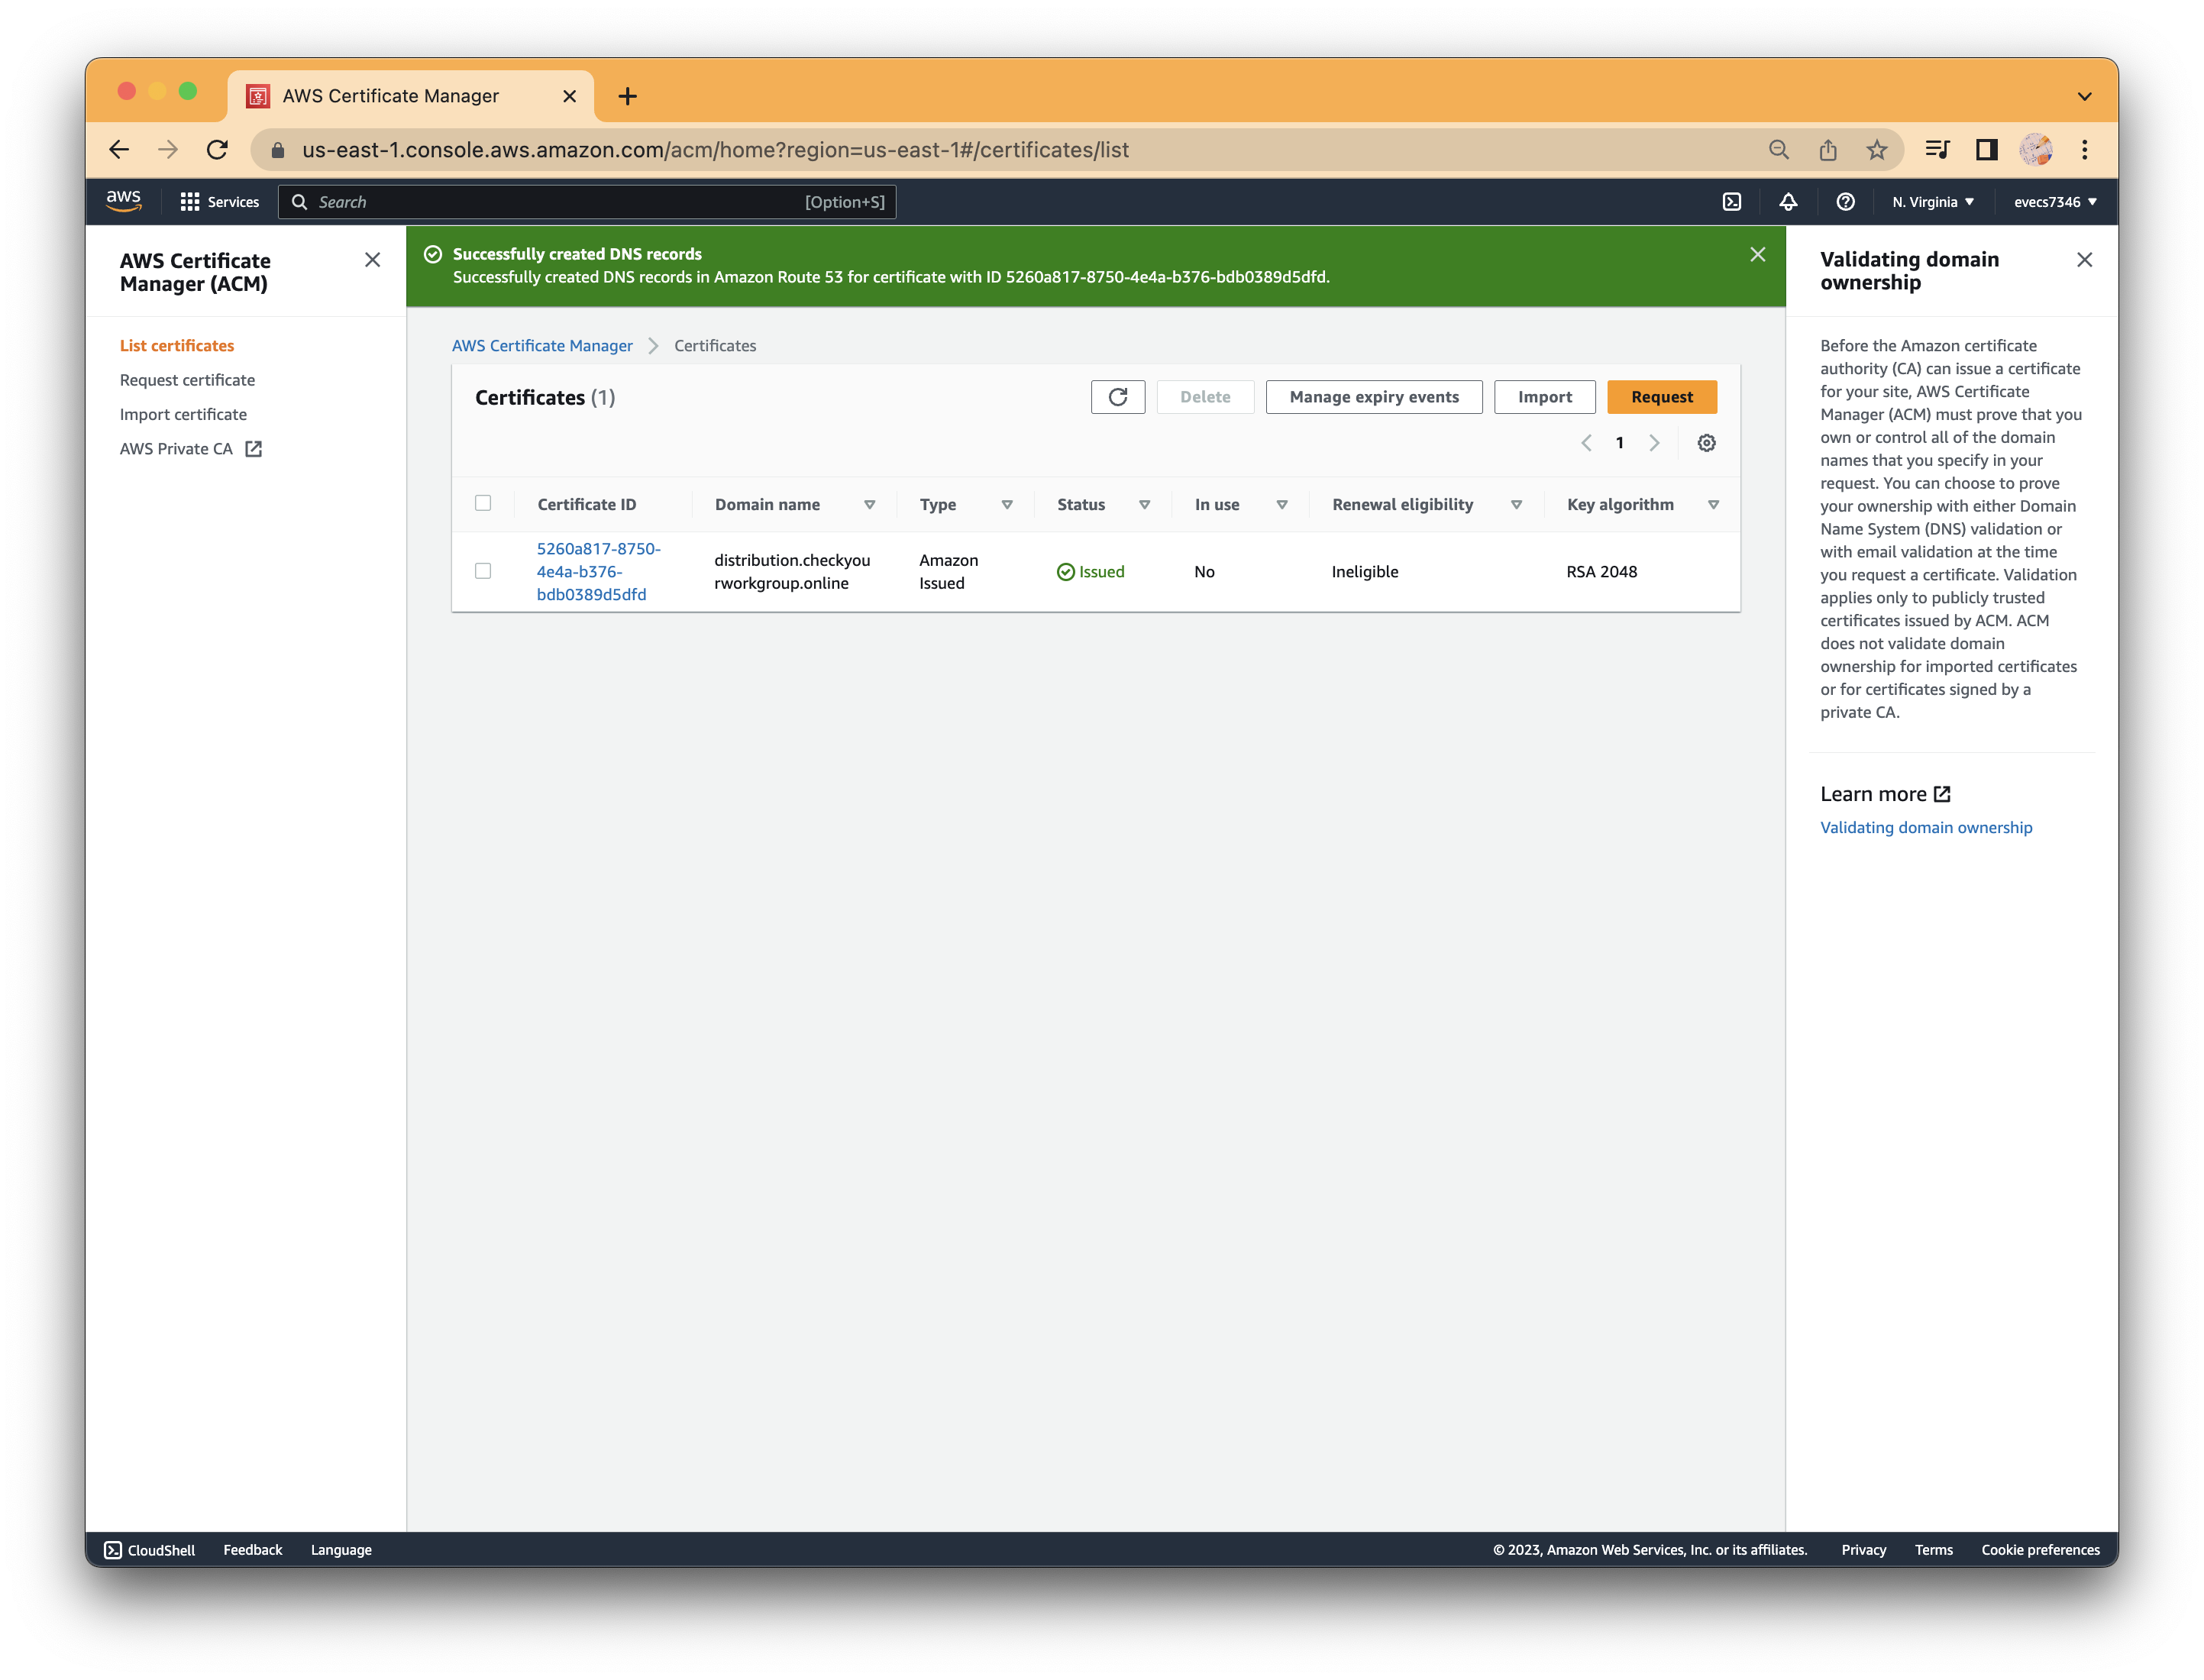 AWS Certificate Manager
us-east-1.console.aws.amazon.com/acm/home?region=us-east-1#/certificates/list
aws
Services
Search
[Option+S]
N. Virginia
evecs7346
AWS Certificate
Manager (ACM)
List certificates
Request certificate
Import certificate
AWS Private CA
Successfully created DNS records
Successfully created DNS records in Amazon Route 53 for certificate with ID 5260a817-8750-4e4a-b376-bdb0389d5dfd.
AWS Certificate Manager
Certificates
Certificates (1)
Delete
Manage expiry events
Import
Request
1
Certificate ID
Domain name
Type
Status
In use
Renewal eligibility
Key algorithm
5260a817-8750-
4e4a-b376-
bdb0389d5dfd
distribution.checkyou
rworkgroup.online
Amazon
Issued
Issued
No
Ineligible
RSA 2048
Validating domain
ownership
Before the Amazon certificate
authority (CA) can issue a certificate
for your site, AWS Certificate
Manager (ACM) must prove that you
own or control all of the domain
names that you specify in your
request. You can choose to prove
your ownership with either Domain
Name System (DNS) validation or
with email validation at the time
you request a certificate. Validation
applies only to publicly trusted
certificates issued by ACM. ACM
does not validate domain
ownership for imported certificates
or for certificates signed by a
private CA.
Learn more
Validating domain ownership
CloudShell
Feedback
Language
© 2023, Amazon Web Services, Inc. or its affiliates.
Privacy
Terms
Cookie preferences